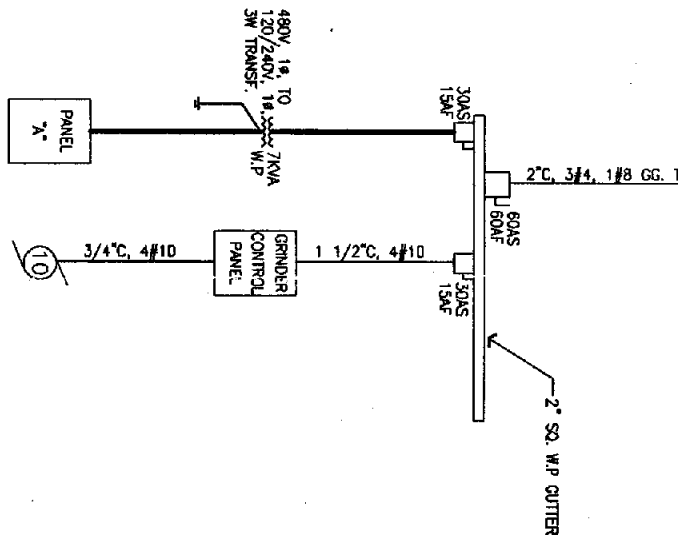 480V, 1ø, TO
120/240V, 1ø,
3W TRANSF.
7KVA
W.P
PANEL
"A"
30AS
15AF
2"C, 3#4, 1#8 GG. T
60AS
60AF
3/4"C, 4#10
GRINDER
CONTROL
PANEL
1 1/2"C, 4#10
30AS
15AF
10
2" SQ. W.P GUTTER